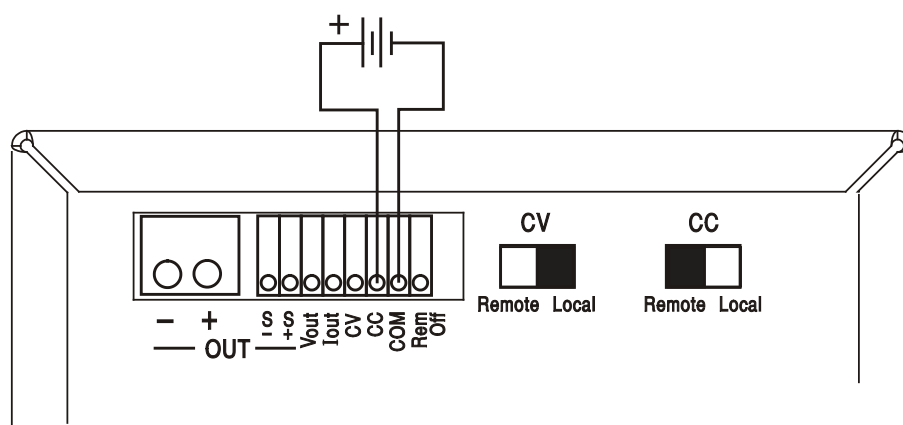 +
CV
CC
Remote Local
Remote Local
- +
S -
S +
Vout
Iout
CV
CC
COM
Rem Off
OUT